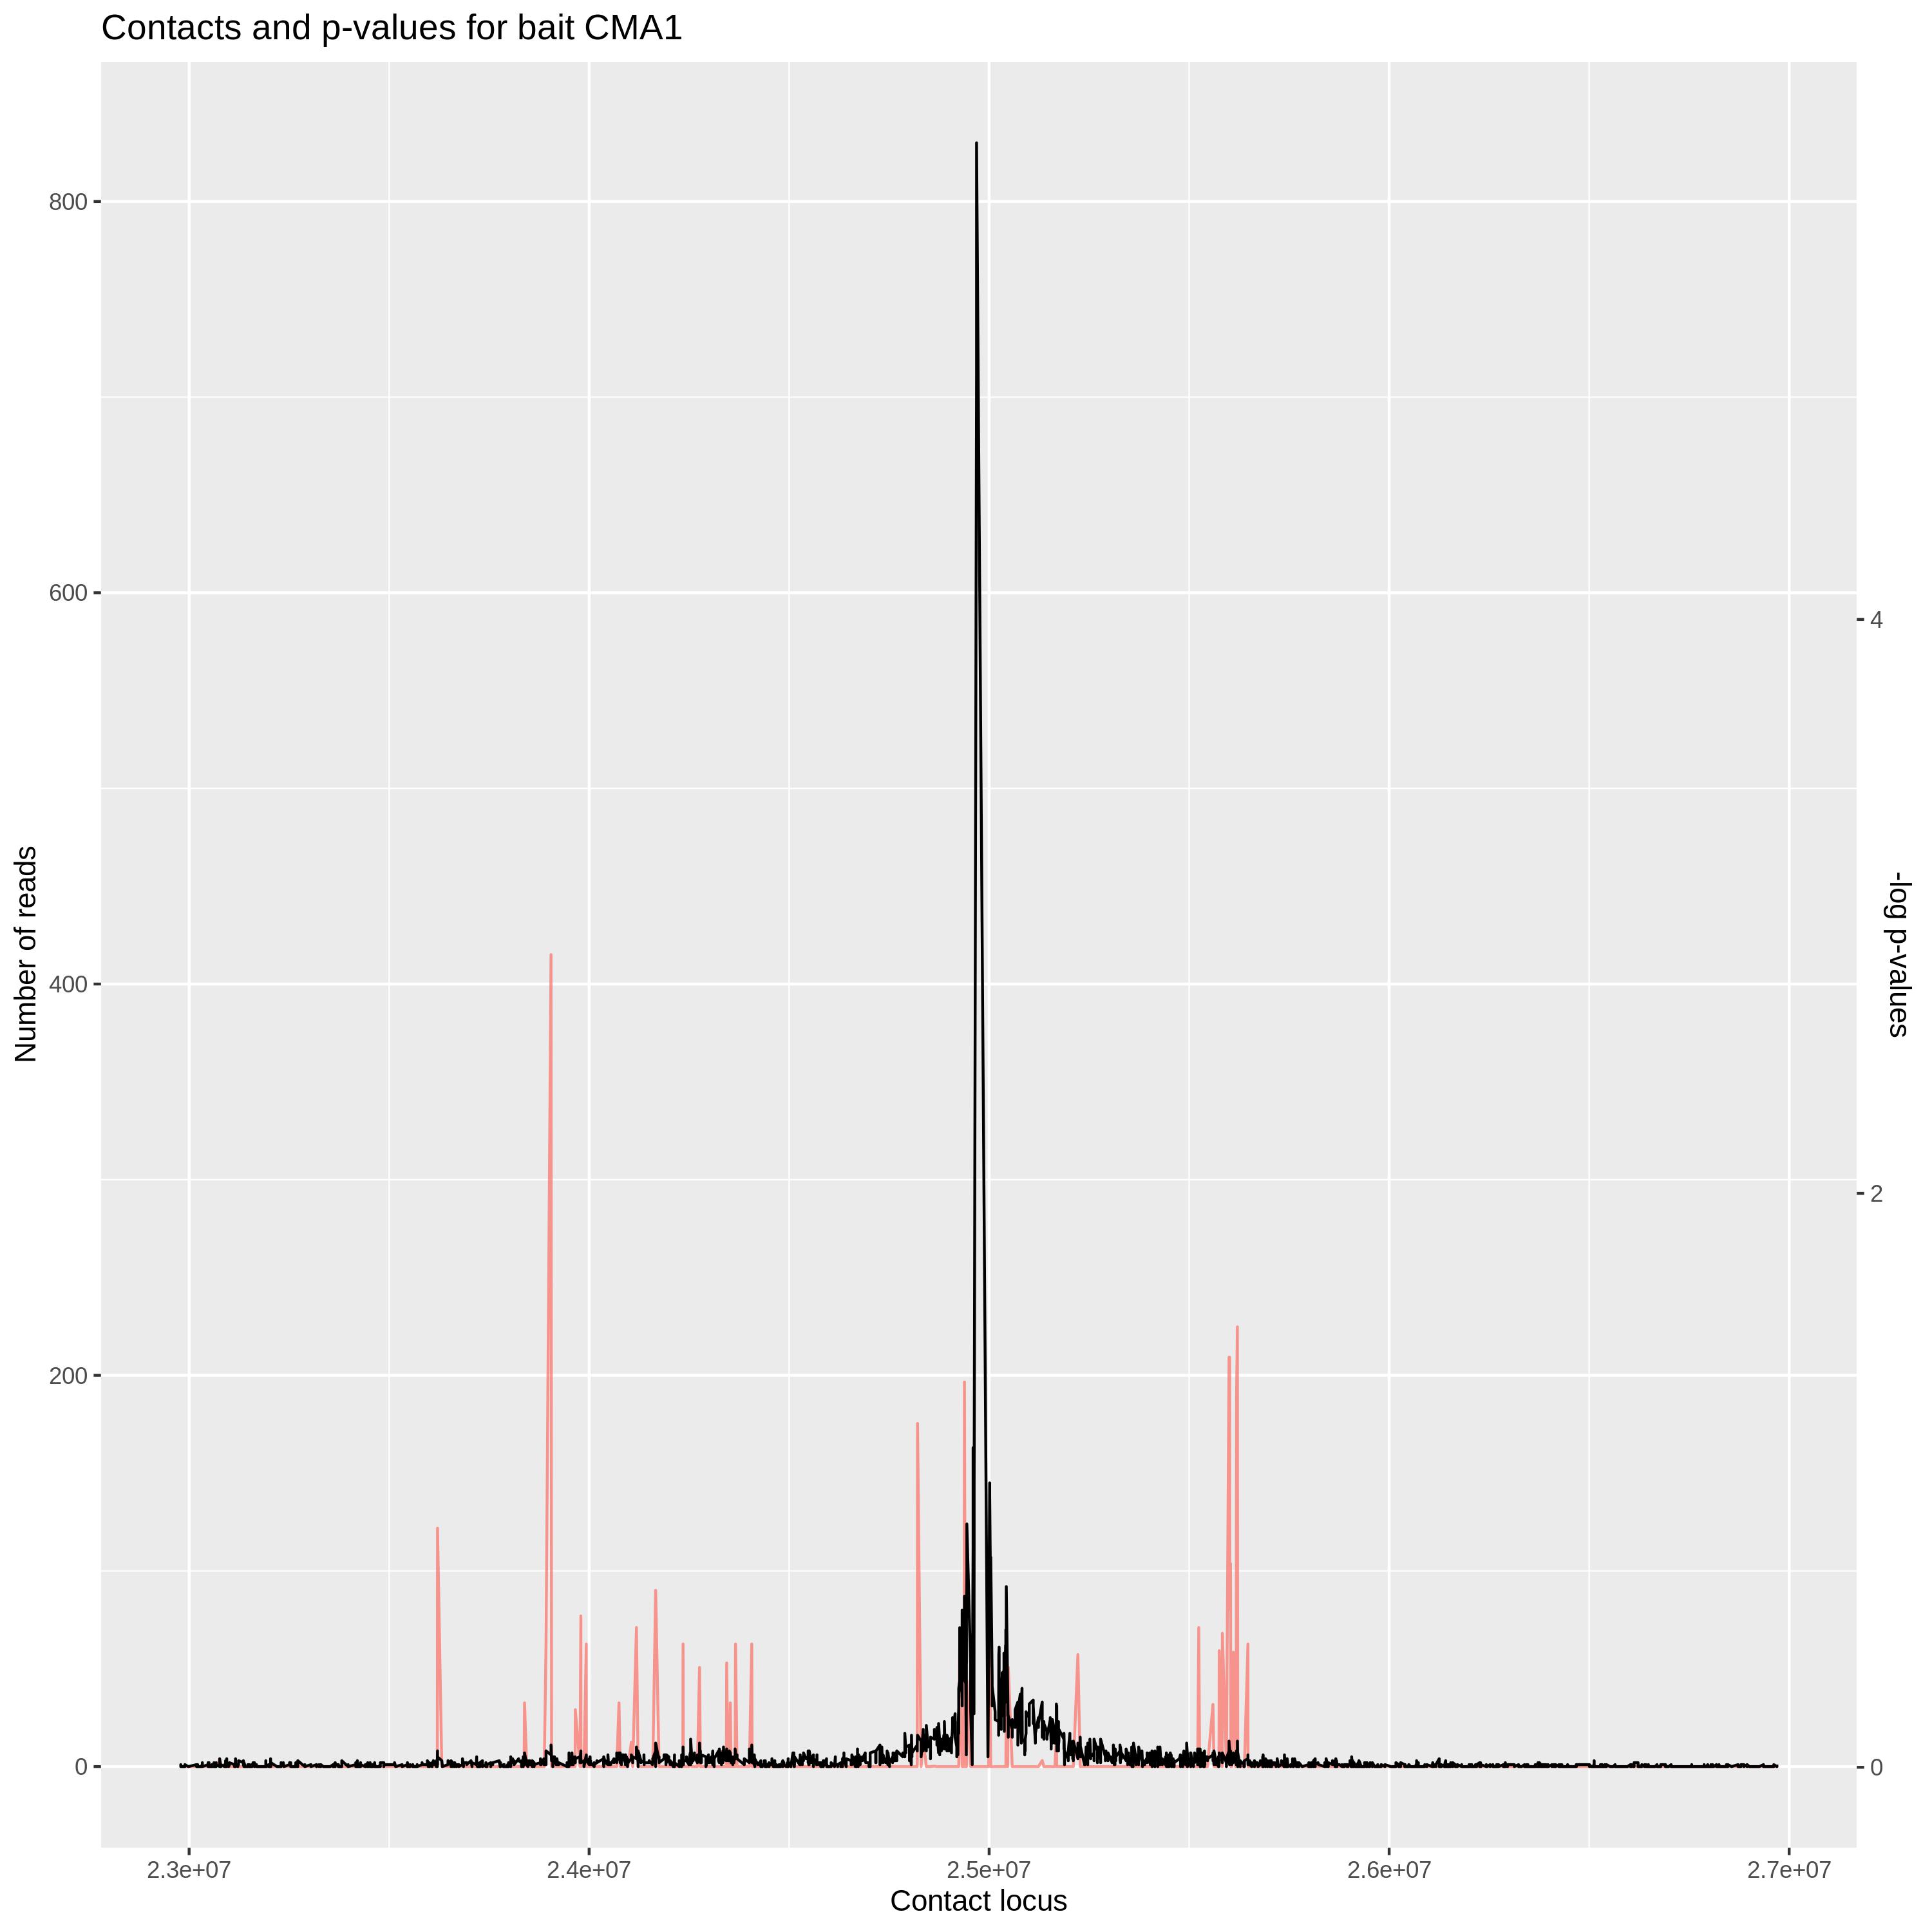 Contacts and p-values for bait CMA1
800
600
400
200
0
Number of reads
4
2
0
-log p-values
2.3e+07
2.4e+07
2.5e+07
2.6e+07
2.7e+07
Contact locus